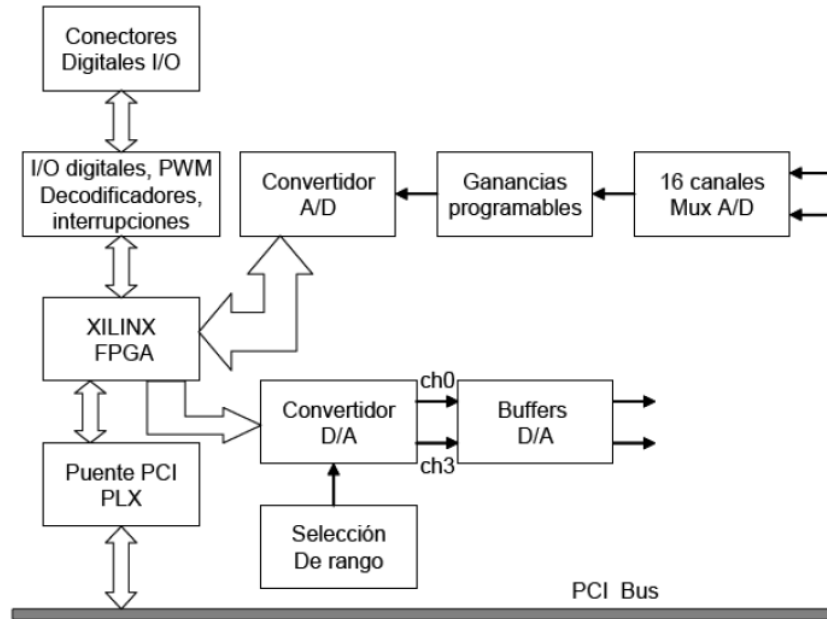 Conectores
Digitales I/O
I/O digitales, PWM
Decodificadores,
interrupciones
Convertidor
A/D
Ganancias
programables
16 canales
Mux A/D
XILINX
FPGA
Convertidor
D/A
ch0
ch3
Buffers
D/A
Puente PCI
PLX
Selección
De rango
PCI Bus